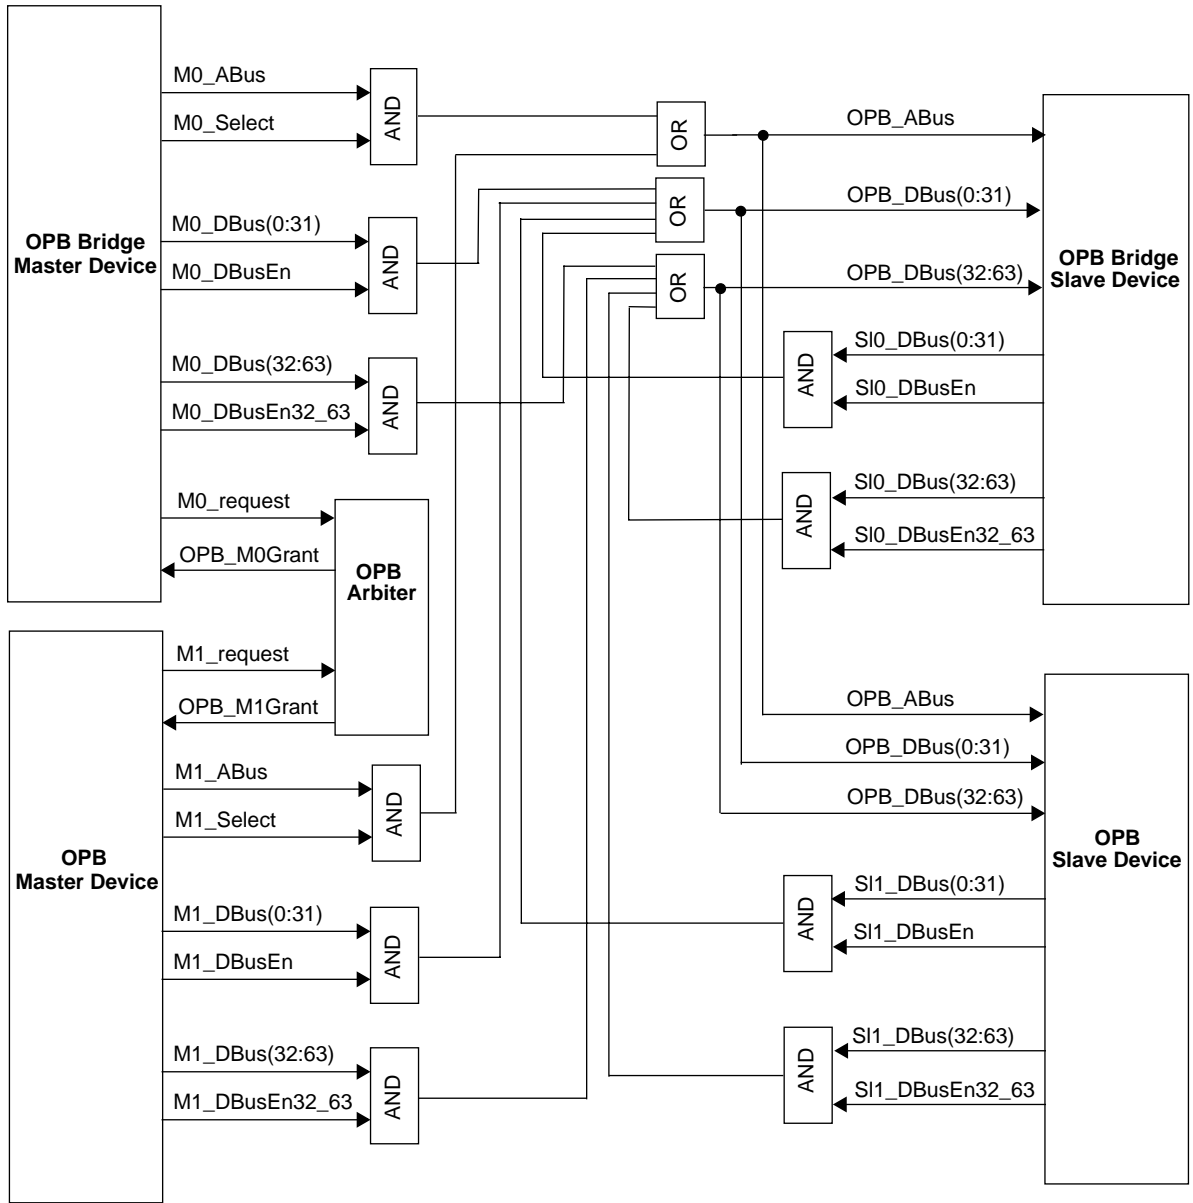 M0_ABus
M0_Select
AND
OR
OPB_ABus
OPB Bridge
Master Device
M0_DBus(0:31)
M0_DBusEn
AND
OR
OPB_DBus(0:31)
OR
OPB_DBus(32:63)
OPB Bridge
Slave Device
M0_DBus(32:63)
M0_DBusEn32_63
AND
AND
Sl0_DBus(0:31)
Sl0_DBusEn
M0_request
OPB_M0Grant
OPB
Arbiter
AND
Sl0_DBus(32:63)
Sl0_DBusEn32_63
M1_request
OPB_M1Grant
OPB_ABus
OPB_DBus(0:31)
OPB_DBus(32:63)
M1_ABus
M1_Select
AND
OPB
Master Device
OPB
Slave Device
M1_DBus(0:31)
M1_DBusEn
AND
AND
Sl1_DBus(0:31)
Sl1_DBusEn
M1_DBus(32:63)
M1_DBusEn32_63
AND
AND
Sl1_DBus(32:63)
Sl1_DBusEn32_63